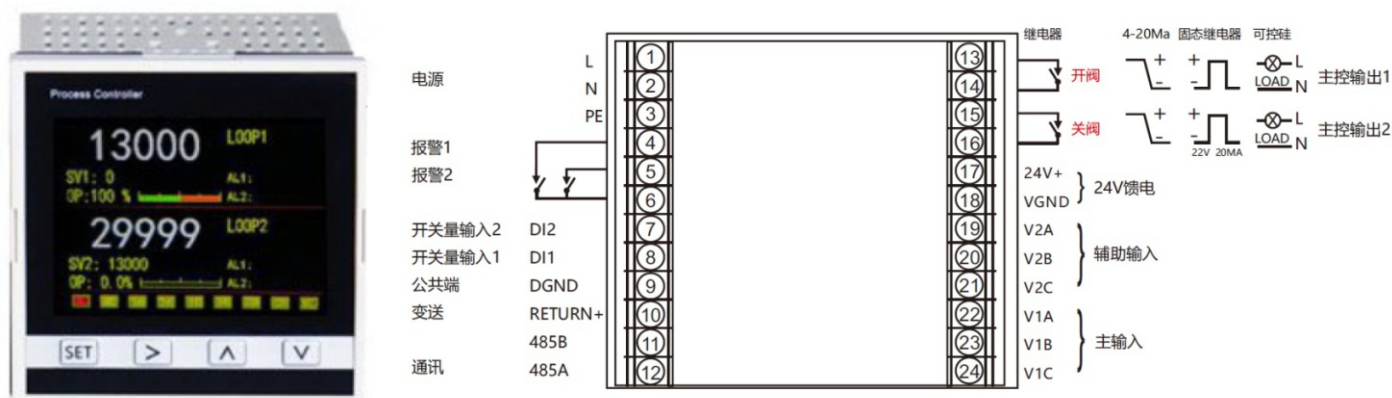 Process Controller
13000 LOOP1
SV1: 0 AL1:
OP:100 % AL2:
29999 LOOP2
SV2: 13000 AL1:
OP: 0.0% AL2:
SET > ∧ ∨
电源
L 1
N 2
PE 3
报警1 4
报警2 5
6
开关量输入2 DI2 7
开关量输入1 DI1 8
公共端 DGND 9
变送 RETURN+ 10
485B 11
通讯 485A 12
继电器 4-20Ma 固态继电器 可控硅
13 开阀 + - + - L LOAD N 主控输出1
14
15 关阀 + - + - L LOAD N 主控输出2
16 22V 20MA
17 24V+
18 VGND
24V馈电
19 V2A
20 V2B 辅助输入
21 V2C
22 V1A
23 V1B 主输入
24 V1C